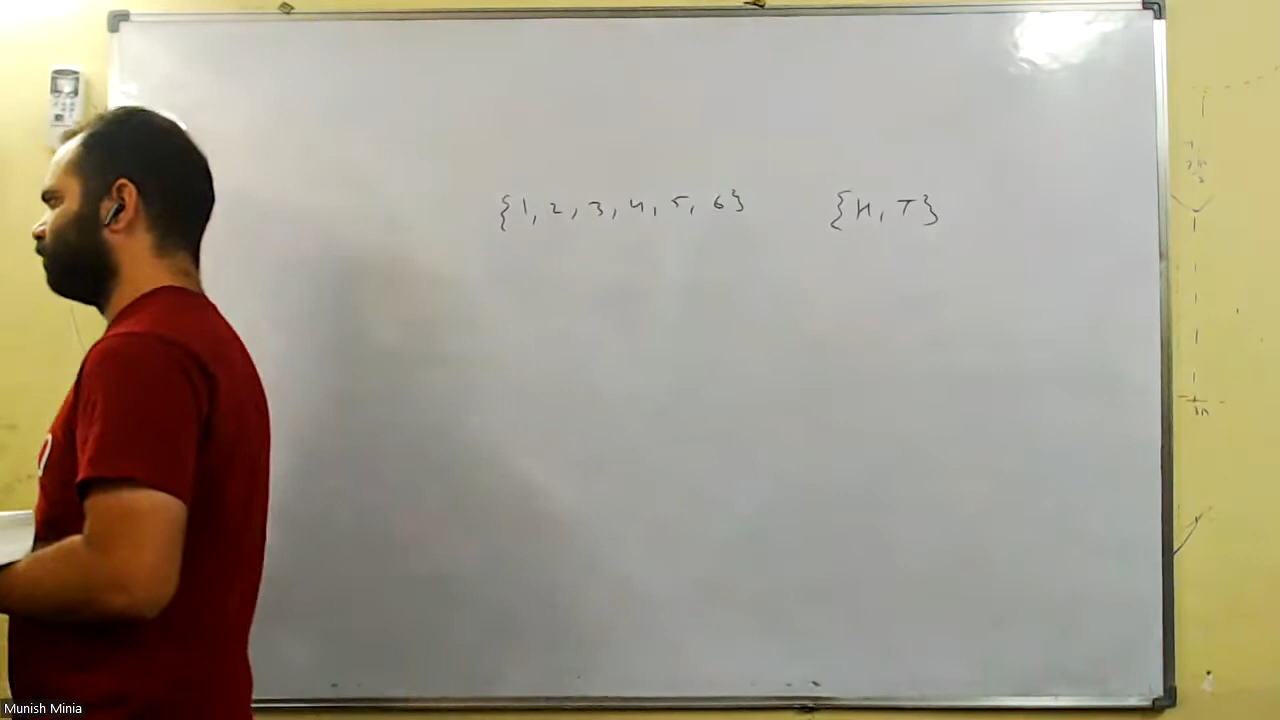 {1, 2, 3, 4, 5, 6} {H, T}
Munish Minia